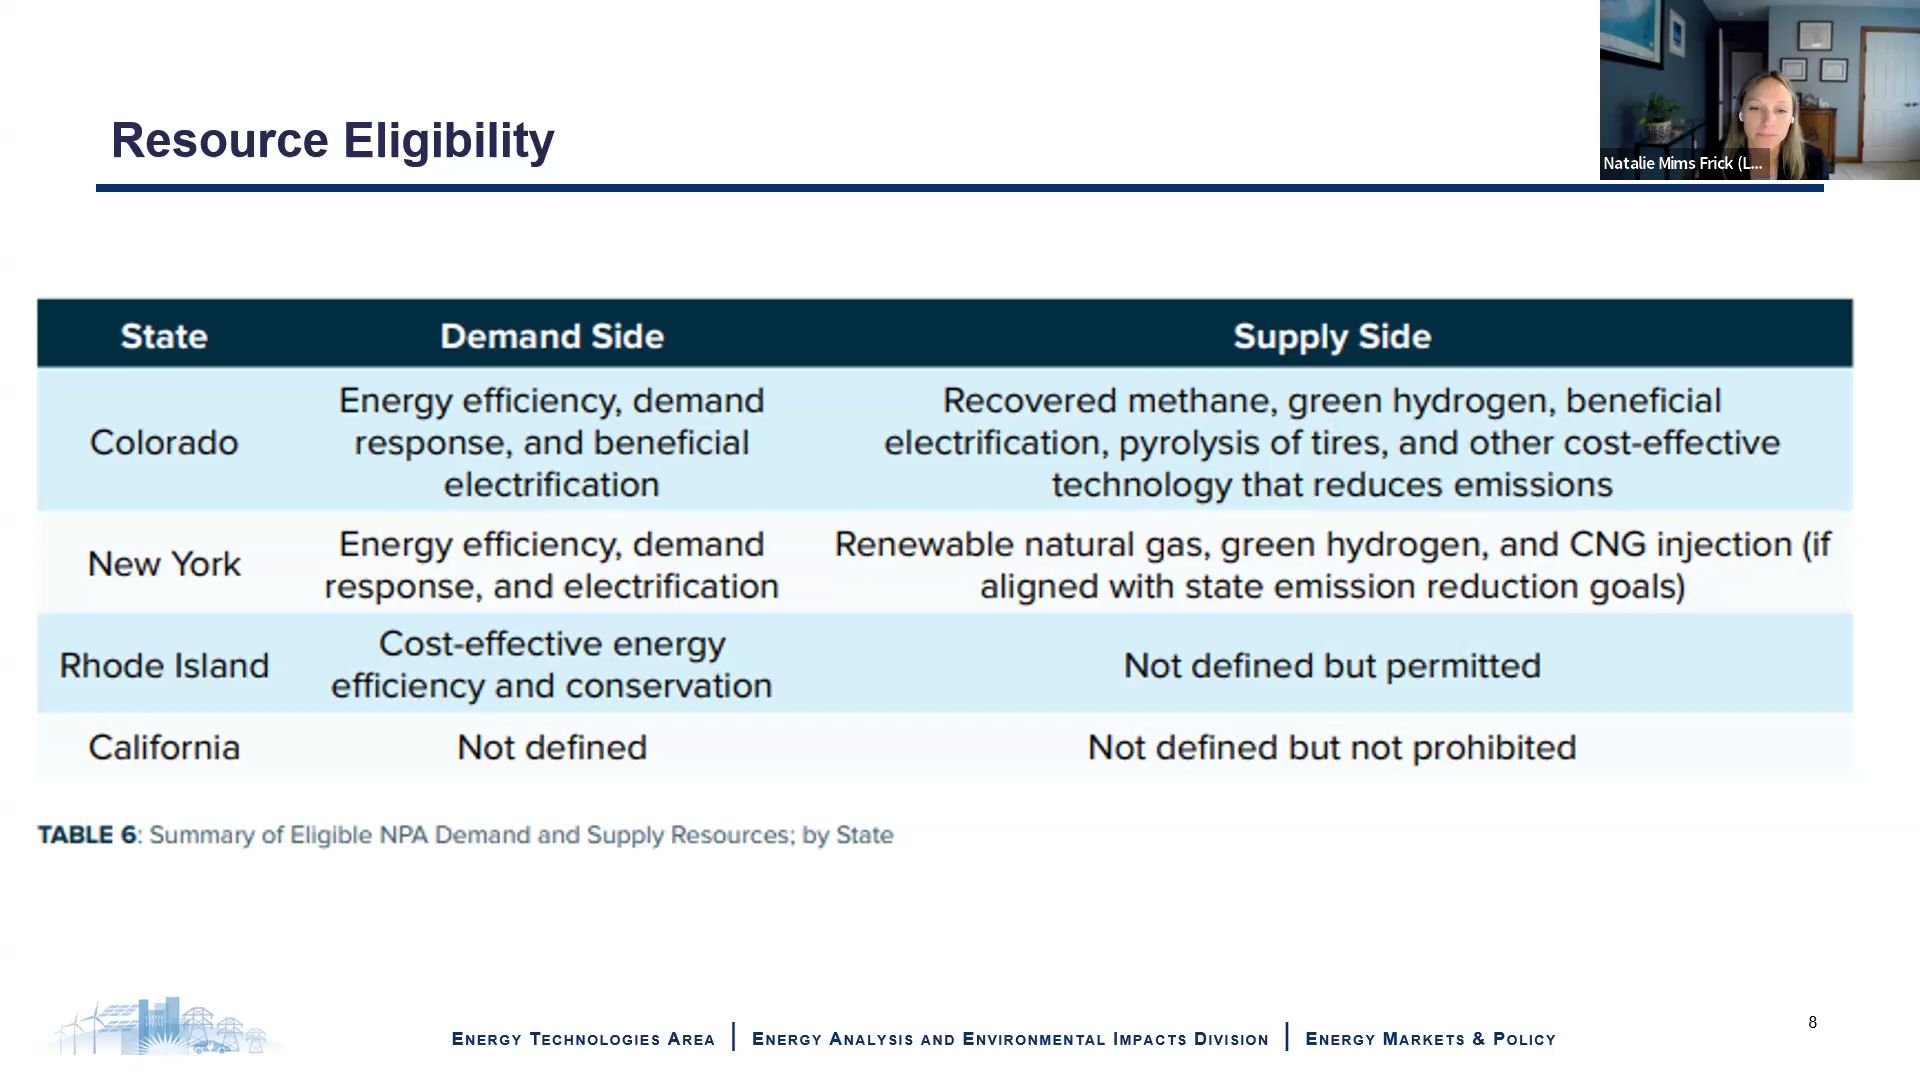 Natalie Mims Frick (L...
Resource Eligibility
State Demand Side Supply Side
Colorado
Energy efficiency, demand
response, and beneficial
electrification
Recovered methane, green hydrogen, beneficial
electrification, pyrolysis of tires, and other cost-effective
technology that reduces emissions
New York
Energy efficiency, demand
response, and electrification
Renewable natural gas, green hydrogen, and CNG injection (if
aligned with state emission reduction goals)
Rhode Island
Cost-effective energy
efficiency and conservation
Not defined but permitted
California
Not defined
Not defined but not prohibited
TABLE 6: Summary of Eligible NPA Demand and Supply Resources; by State
ENERGY TECHNOLOGIES AREA | ENERGY ANALYSIS AND ENVIRONMENTAL IMPACTS DIVISION | ENERGY MARKETS & POLICY
8